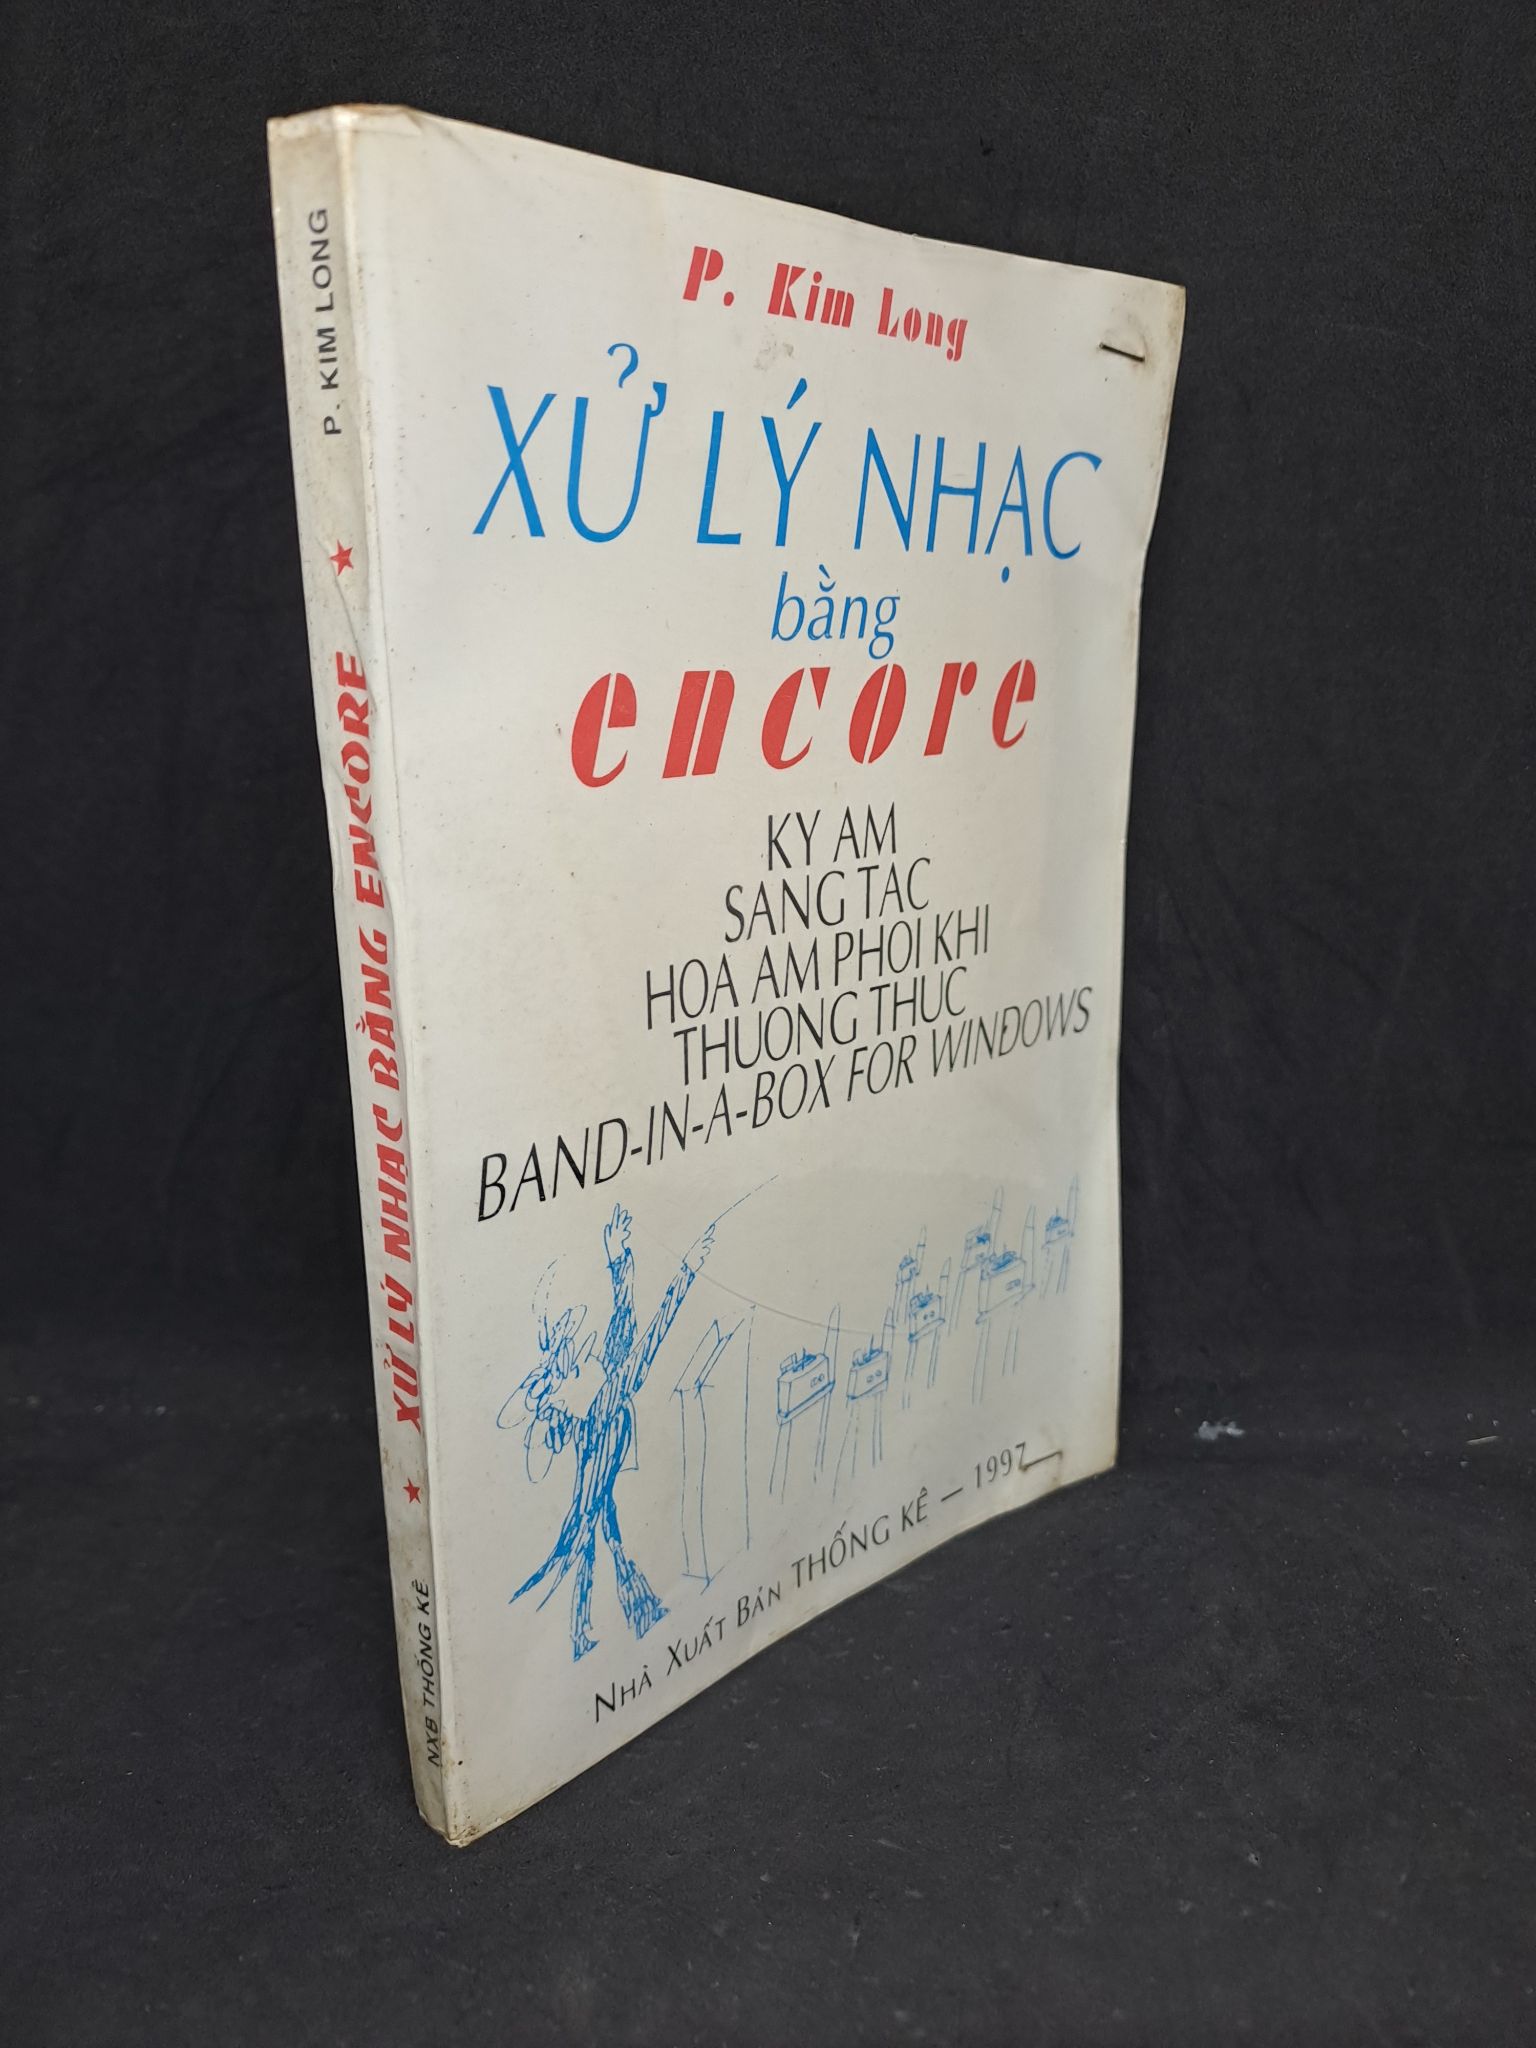 P. KIM LONG ★ XỬ LÝ NHẠC BẰNG ENCORE ★ NXB THỐNG KÊ
P. Kim Long
XỬ LÝ NHẠC
bằng
encore
KY AM
SANG TAC
HOA AM PHOI KHI
THUONG THUC
BAND-IN-A-BOX FOR WINĐOWS
NHÀ XUẤT BẢN THỐNG KÊ — 1997